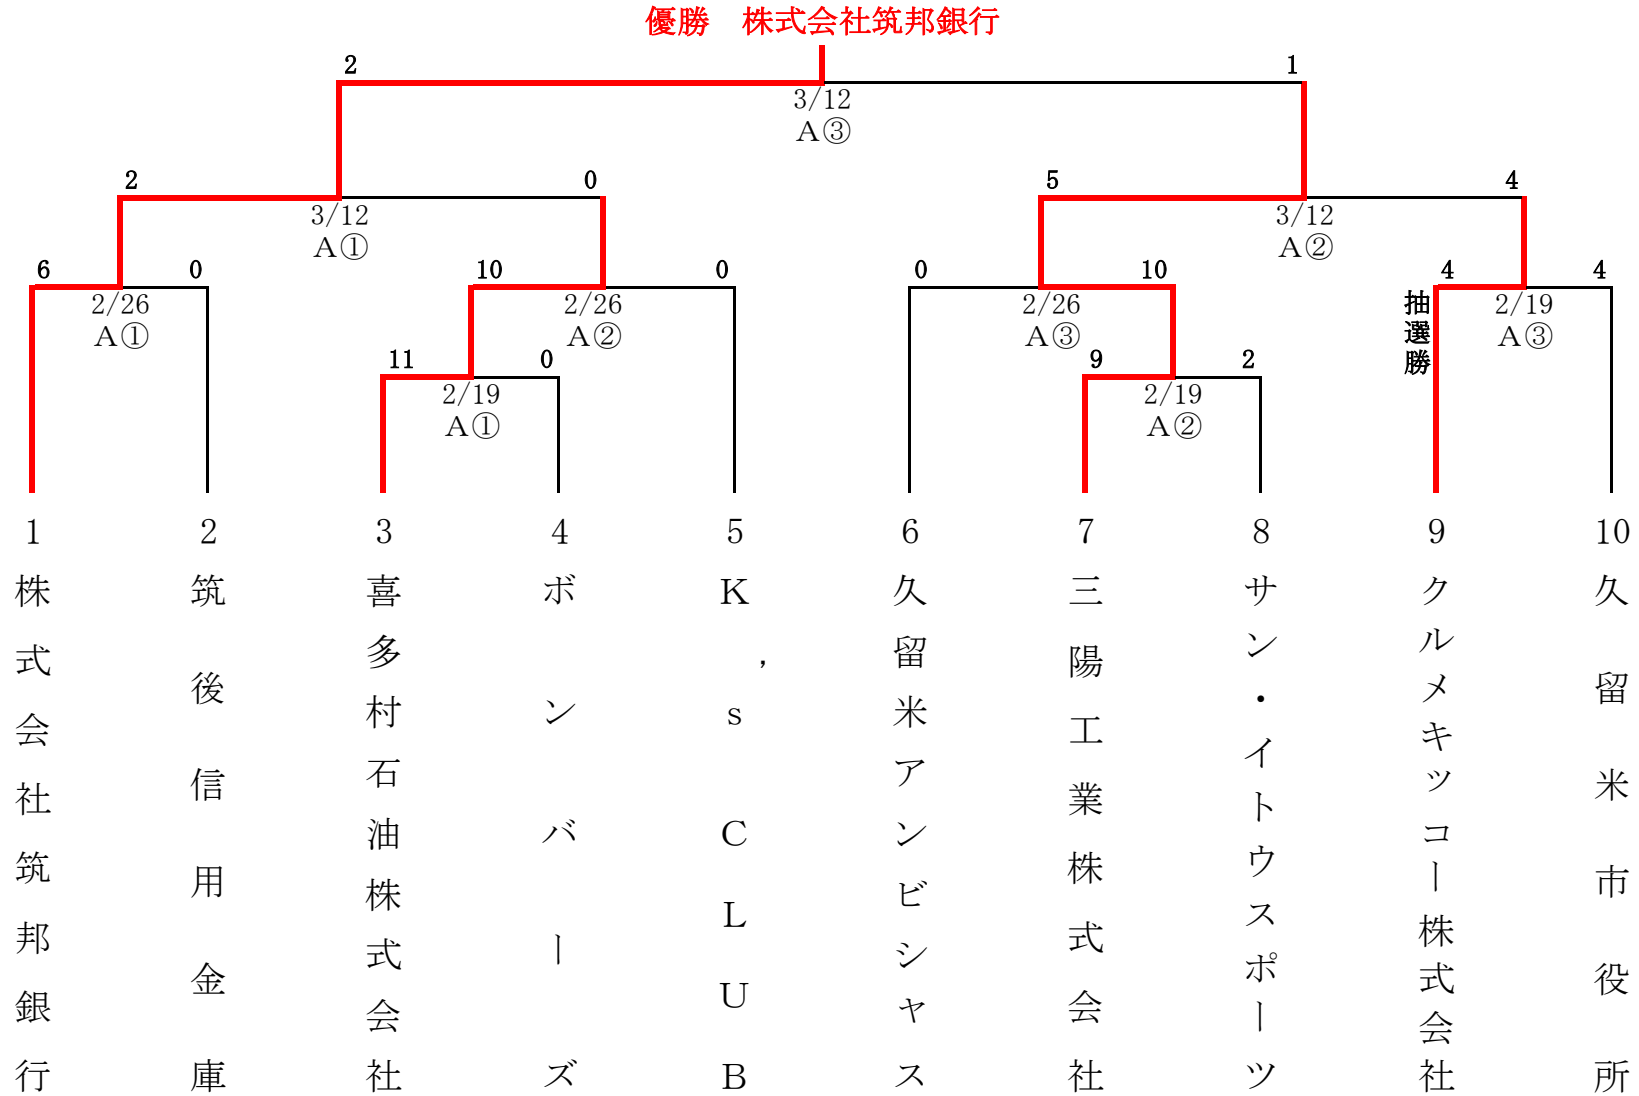 優勝　株式会社筑邦銀行
2
1
3/12
A③
2
0
5
4
3/12
A①
3/12
A②
6
0
10
0
0
10
4
4
2/26
A①
2/26
A②
2/26
A③
抽選勝
2/19
A③
11
0
9
2
2/19
A①
2/19
A②
1
2
3
4
5
6
7
8
9
10
株式会社筑邦銀行
筑後信用金庫
喜多村石油株式会社
ボンバーズ
K,s CLUB
久留米アンビシャス
三陽工業株式会社
サン・イトウスポーツ
クルメキッコー株式会社
久留米市役所